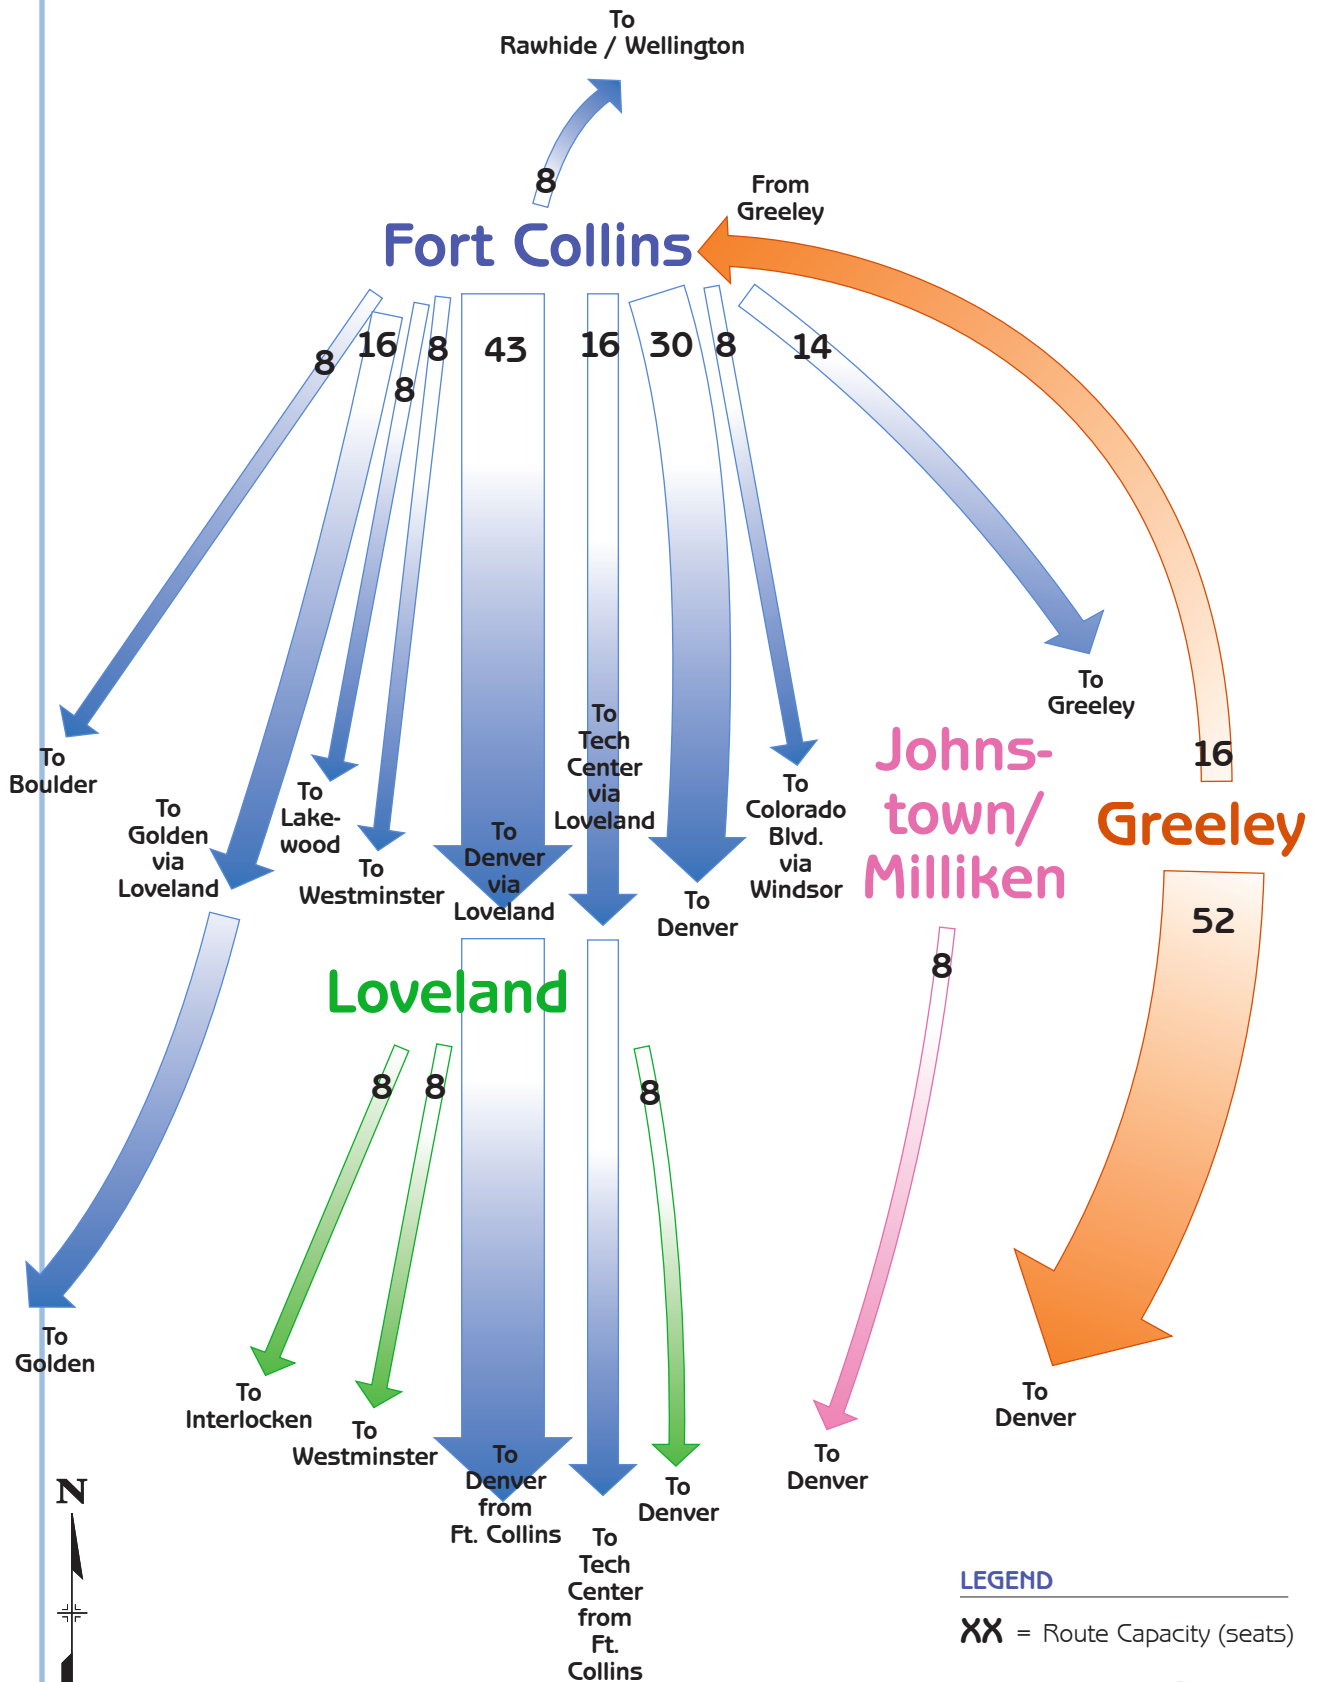 To
Rawhide / Wellington
8
From
Greeley
Fort Collins
8
16
8
8
43
16
30
8
14
To
Greeley
16
To
Boulder
To
Golden
via
Loveland
To
Lake-
wood
To
Westminster
To
Denver
via
Loveland
To
Tech
Center
via
Loveland
To
Denver
To
Colorado
Blvd.
via
Windsor
Johns-
town/
Milliken
Greeley
52
8
Loveland
8
8
8
To
Golden
To
Interlocken
To
Westminster
To
Denver
from
Ft. Collins
To
Tech
Center
from
Ft.
Collins
To
Denver
To
Denver
To
Denver
N
LEGEND
XX = Route Capacity (seats)